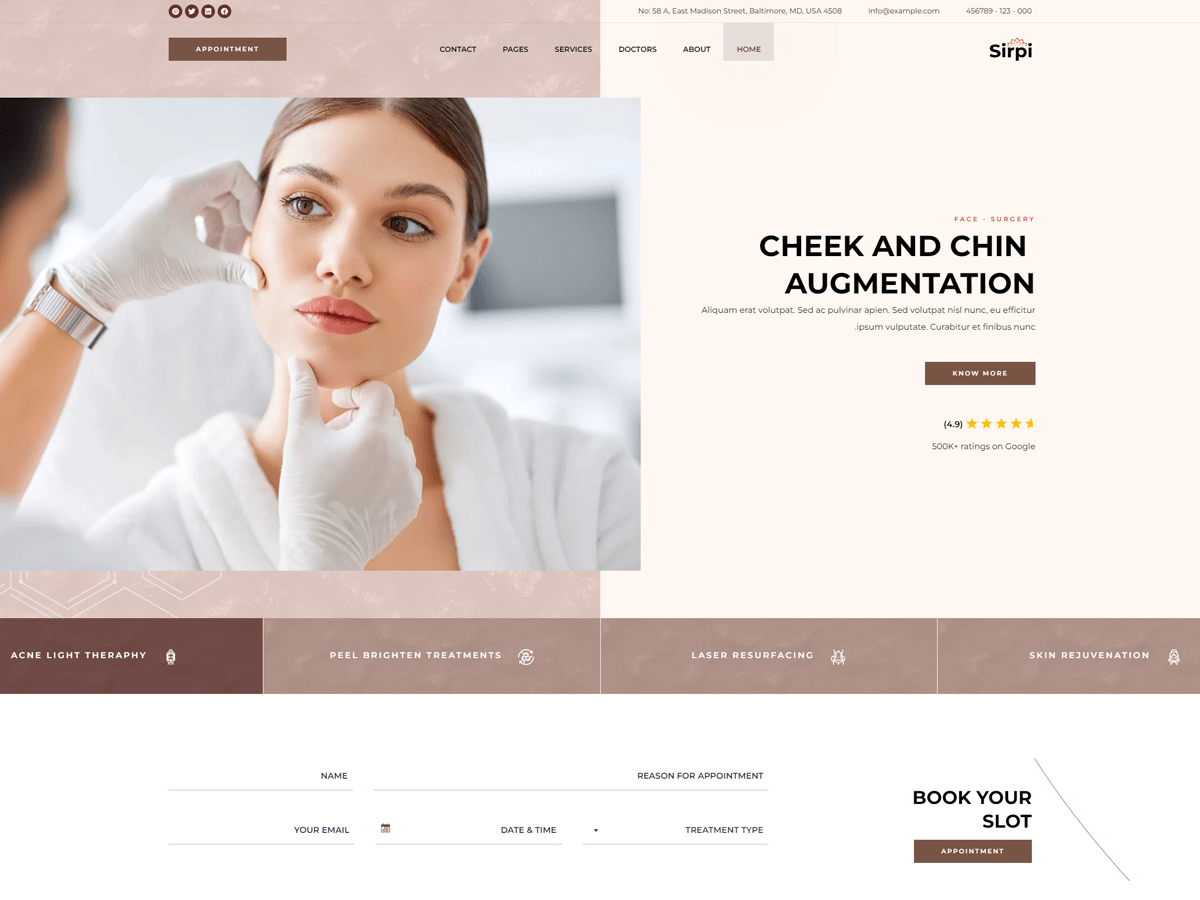 No: 58 A, East Madison Street, Baltimore, MD, USA 4508
info@example.com
456789 - 123 - 000
APPOINTMENT
CONTACT
PAGES
SERVICES
DOCTORS
ABOUT
HOME
Sirpi
FACE - SURGERY
CHEEK AND CHIN
AUGMENTATION
Aliquam erat volutpat. Sed ac pulvinar apien. Sed volutpat nisl nunc, eu efficitur
.ipsum vulputate. Curabitur et finibus nunc
KNOW MORE
(4.9)
500K+ ratings on Google
ACNE LIGHT THERAPHY
PEEL BRIGHTEN TREATMENTS
LASER RESURFACING
SKIN REJUVENATION
NAME
REASON FOR APPOINTMENT
YOUR EMAIL
DATE & TIME
TREATMENT TYPE
BOOK YOUR
SLOT
APPOINTMENT